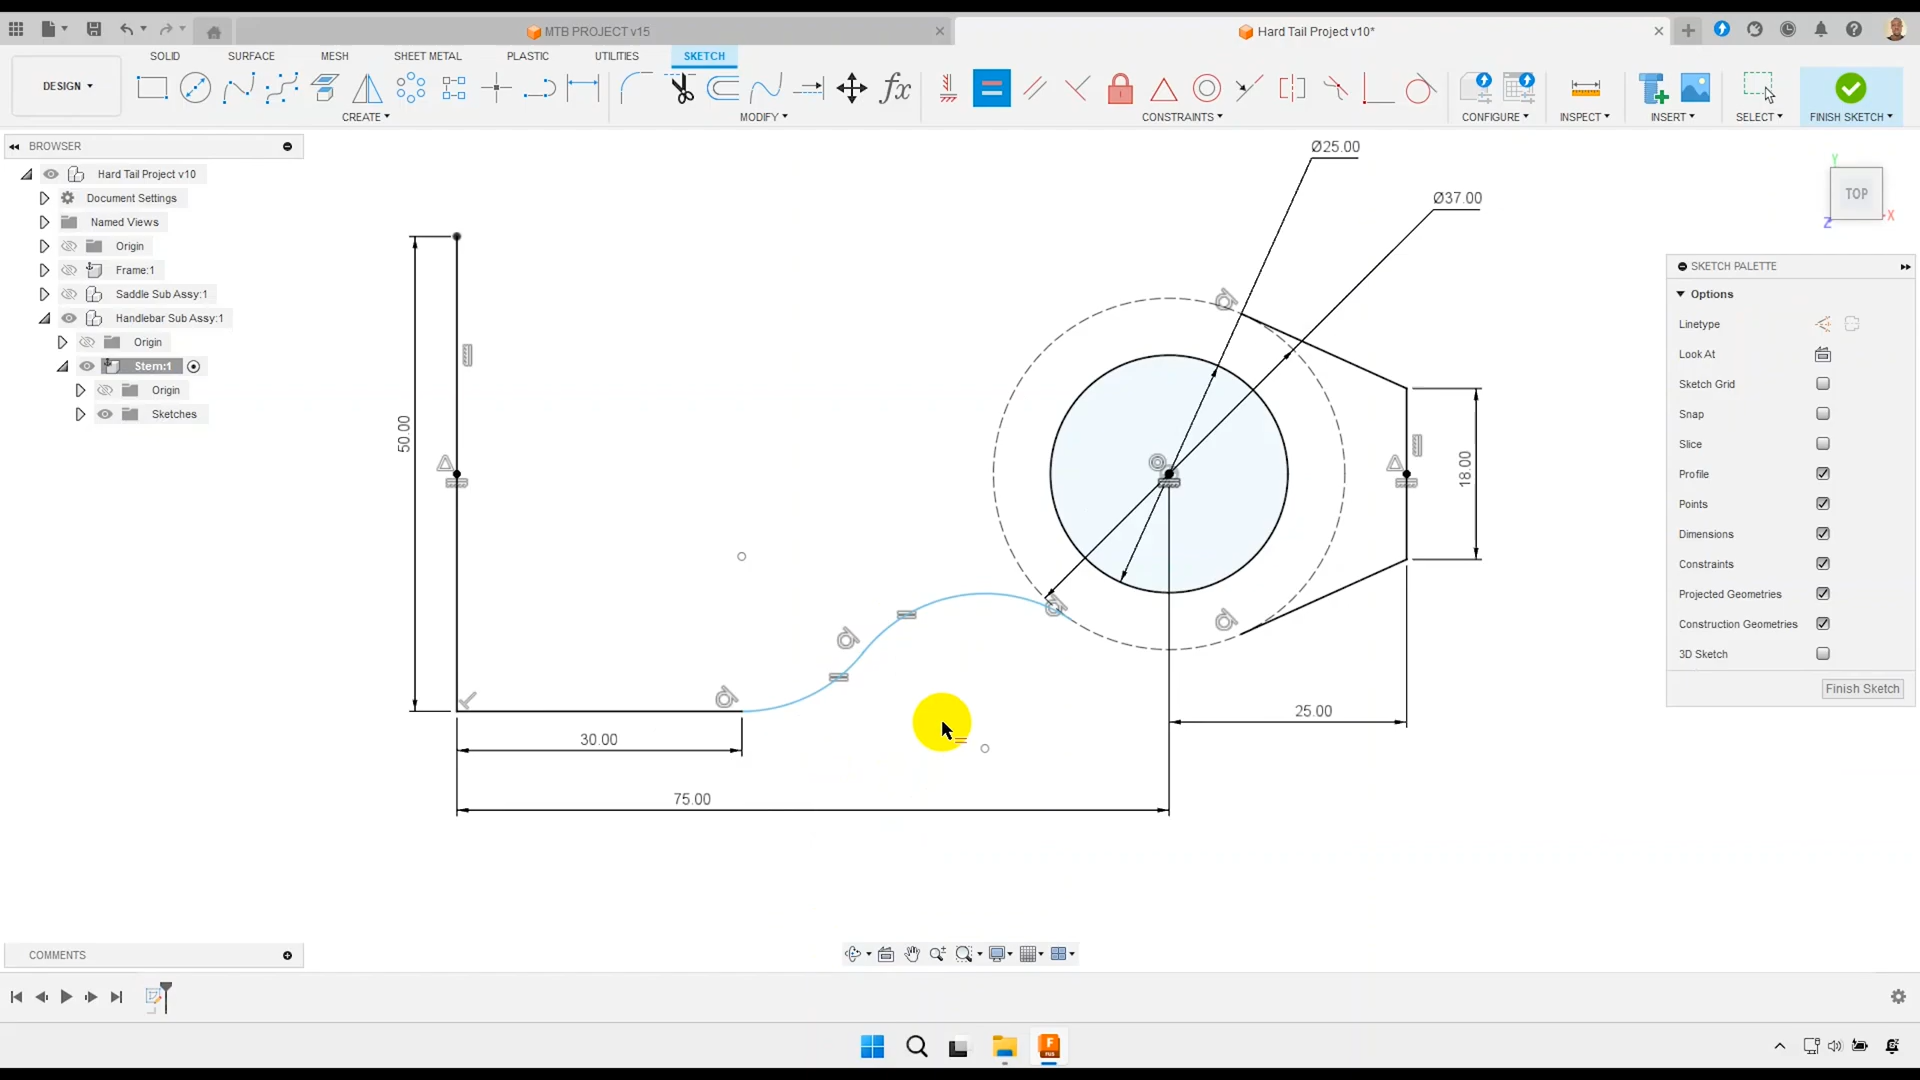 MTB PROJECT v15
Hard Tail Project v10*
DESIGN
SOLID
SURFACE
MESH
SHEET METAL
PLASTIC
UTILITIES
SKETCH
CREATE
MODIFY
CONSTRAINTS
CONFIGURE
INSPECT
INSERT
SELECT
FINISH SKETCH
BROWSER
Hard Tail Project v10
Document Settings
Named Views
Origin
Frame:1
Saddle Sub Assy:1
Handlebar Sub Assy:1
Origin
Stem:1
Origin
Sketches
Ø25.00
Ø37.00
50.00
18.00
25.00
30.00
75.00
Y
TOP
X
Z
SKETCH PALETTE
Options
Linetype
Look At
Sketch Grid
Snap
Slice
Profile
Points
Dimensions
Constraints
Projected Geometries
Construction Geometries
3D Sketch
Finish Sketch
COMMENTS